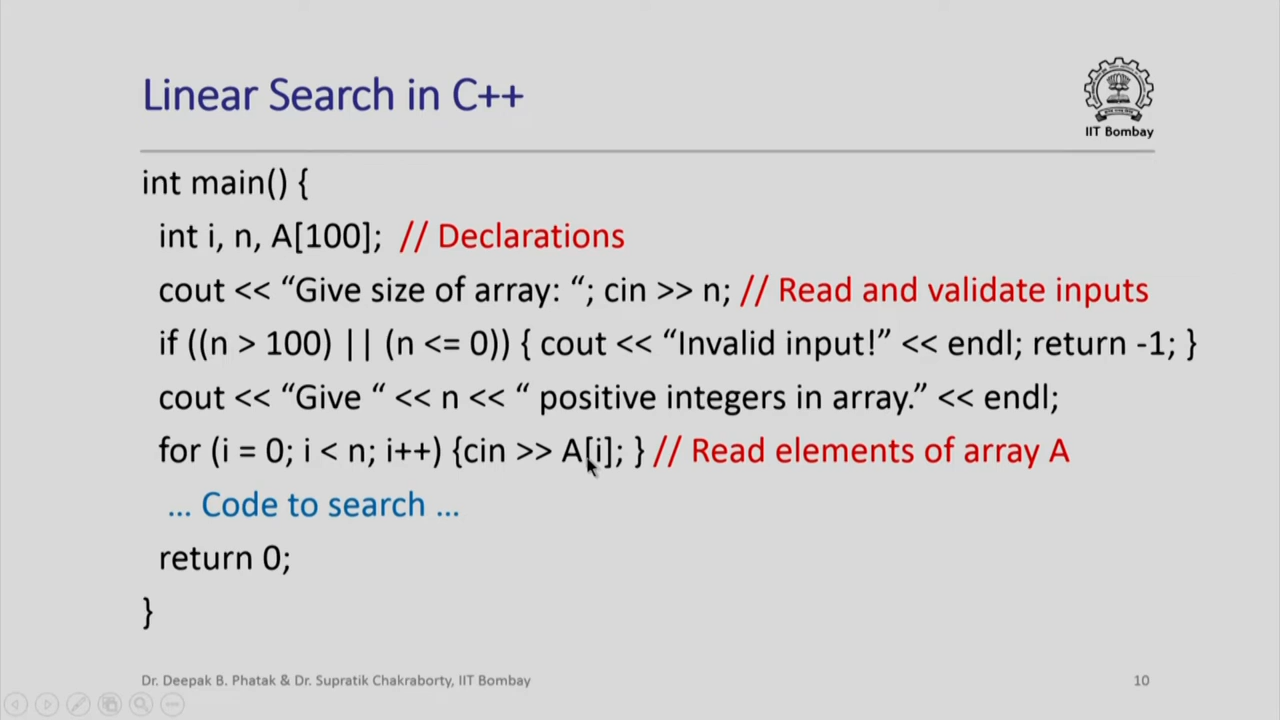 Linear Search in C++
IIT Bombay
int main() {
int i, n, A[100]; // Declarations
cout << “Give size of array: “; cin >> n; // Read and validate inputs
if ((n > 100) || (n <= 0)) { cout << “Invalid input!” << endl; return -1; }
cout << “Give “ << n << “ positive integers in array.” << endl;
for (i = 0; i < n; i++) {cin >> A[i]; } // Read elements of array A
... Code to search ...
return 0;
}
Dr. Deepak B. Phatak & Dr. Supratik Chakraborty, IIT Bombay
10